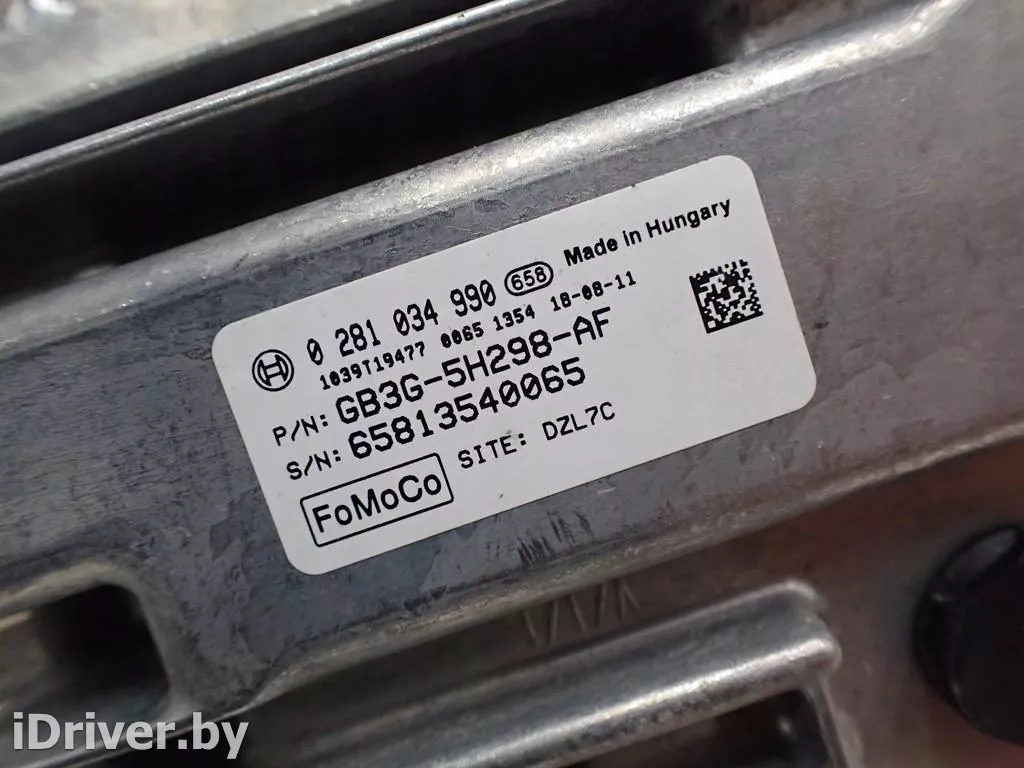 0 281 034 990 658 Made in Hungary
1039T19477 0065 1354 18-08-11
P/N: GB3G-5H298-AF
S/N: 65813540065
FoMoCo SITE: DZL7C
iDriver.by